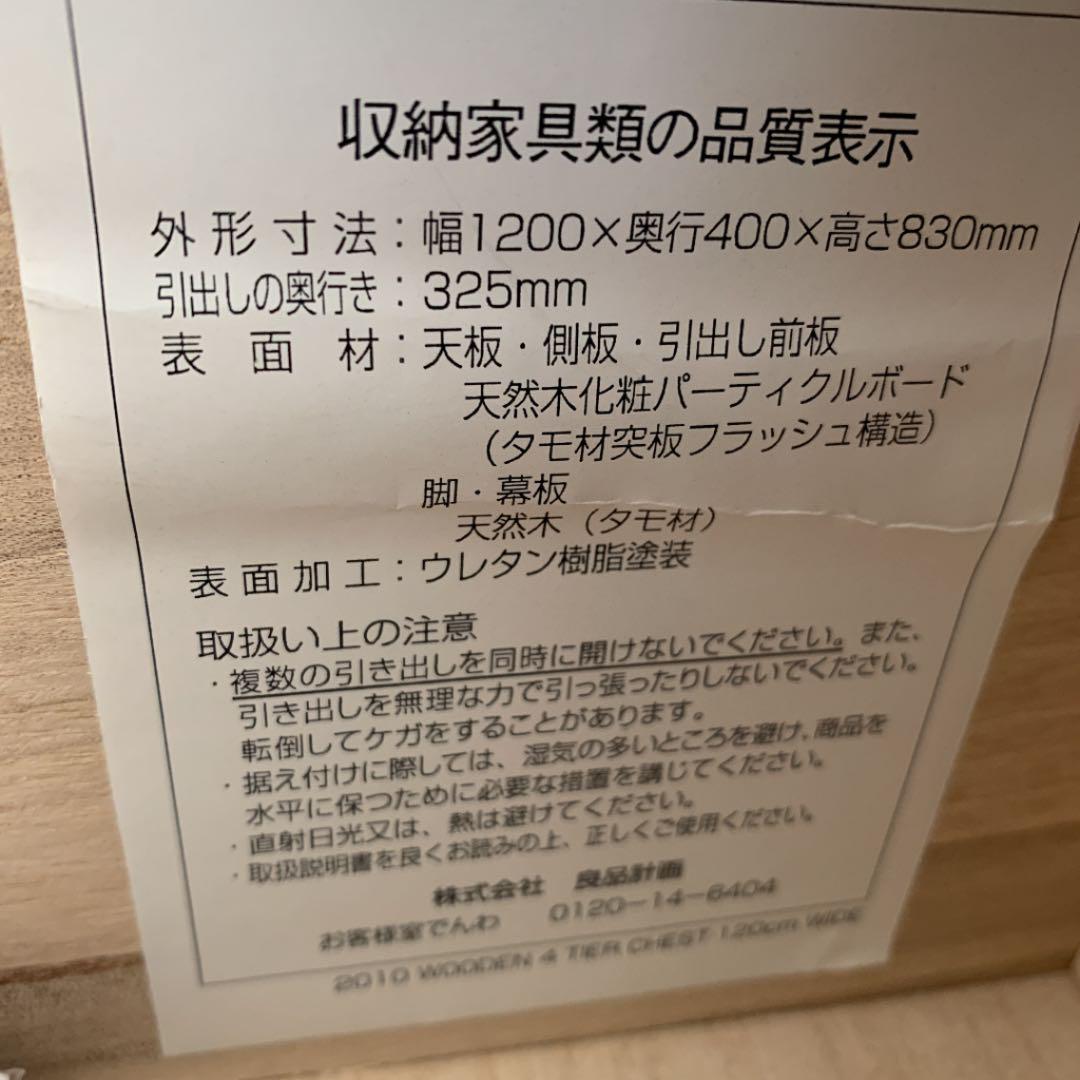 収納家具類の品質表示
外形寸法：幅1200×奥行400×高さ830mm
引出しの奥行き：325mm
表面材：天板・側板・引出し前板
天然木化粧パーティクルボード
（タモ材突板フラッシュ構造）
脚・幕板
天然木（タモ材）
表面加工：ウレタン樹脂塗装
取扱い上の注意
・複数の引き出しを同時に開けないでください。また、
引き出しを無理な力で引っ張ったりしないでください。
転倒してケガをすることがあります。
・据え付けに際しては、湿気の多いところを避け、商品を
水平に保つために必要な措置を講じてください。
・直射日光又は、熱は避けてください。
・取扱説明書を良くお読みの上、正しくご使用ください。
株式会社　良品計画
お客様室でんわ　0120-14-6404
2010 WOODEN 4 TIER CHEST 120cm WIDE